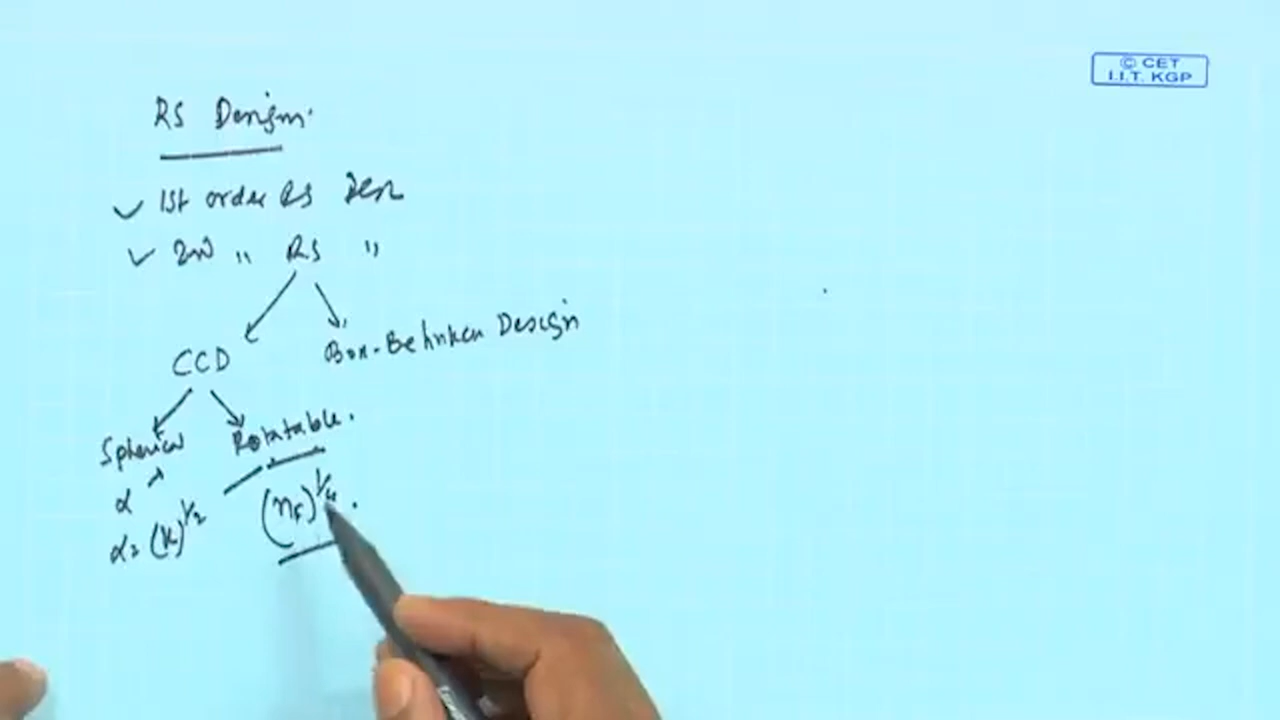 © CET
I.I.T. KGP
RS Design.
✓ 1st order RS Des
✓ 2nd " RS "
CCD
Box-Behnken Design
Spherical
Rotatable.
α
α = (k)^1/2
(nF)^1/4.